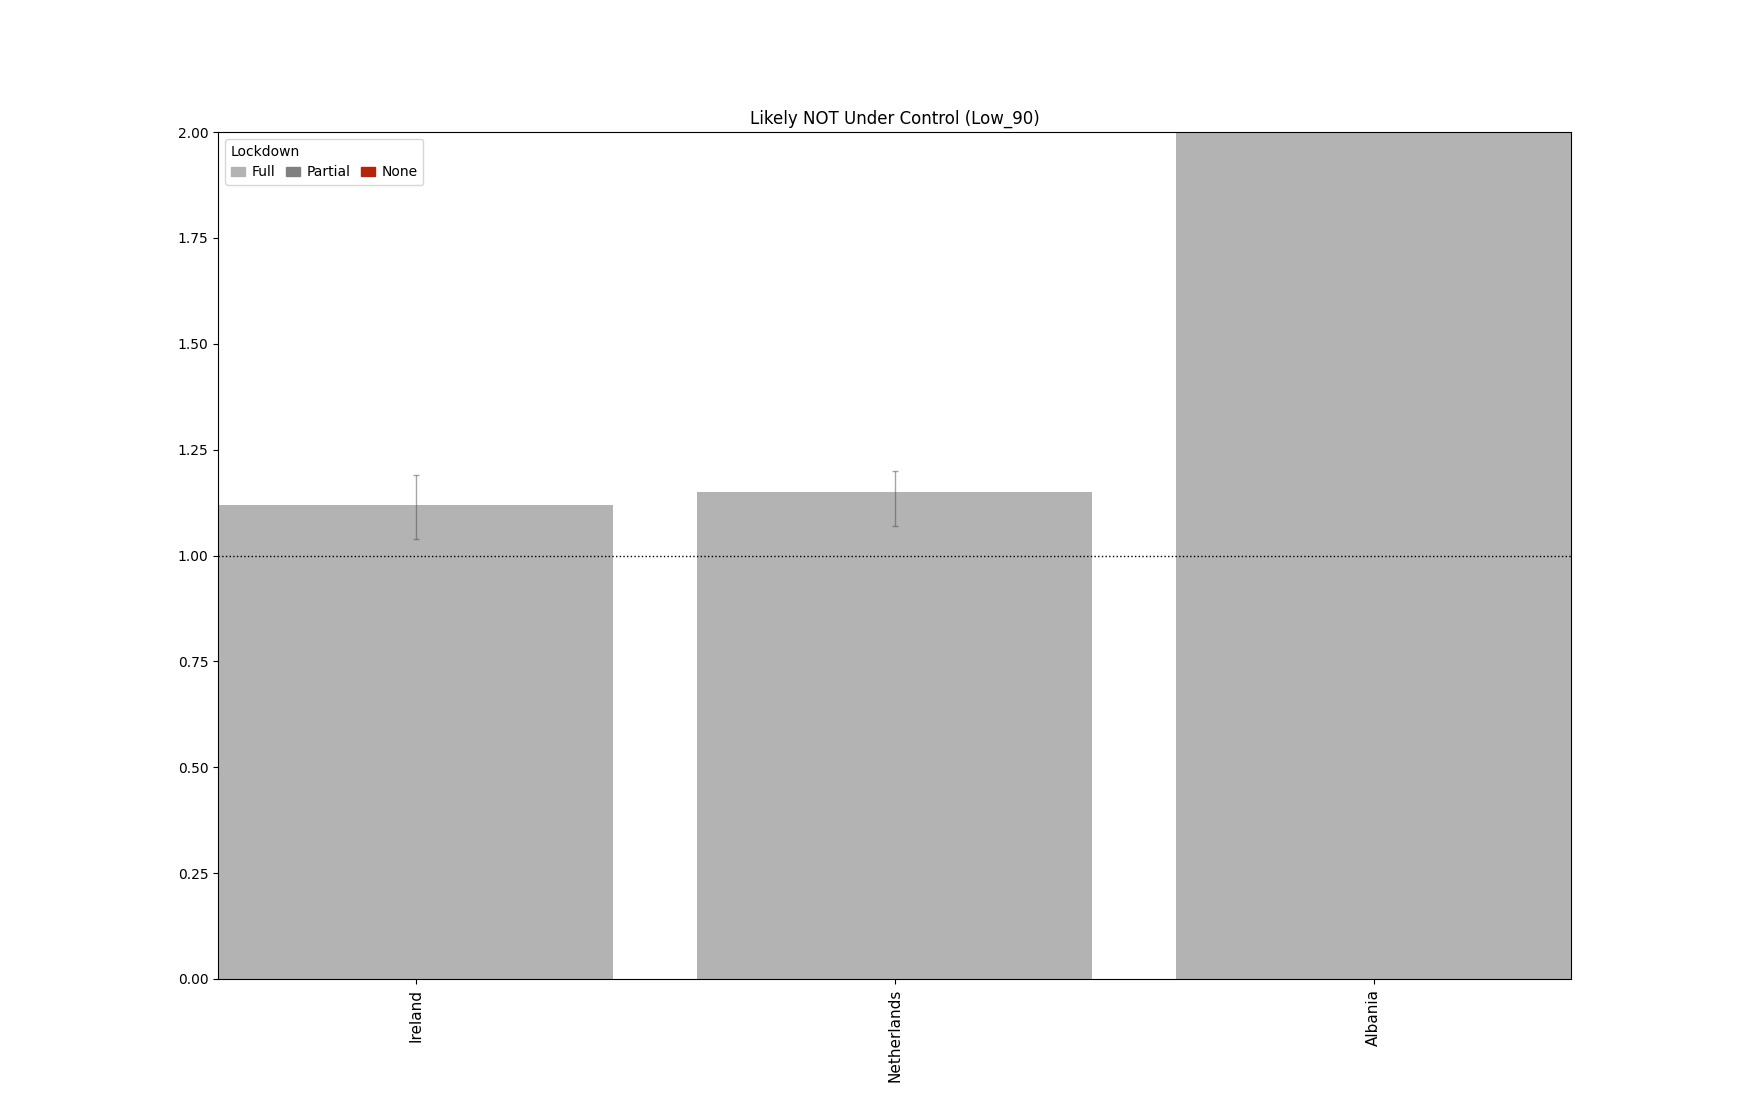 Likely NOT Under Control (Low_90)
2.00
Lockdown
Full Partial None
1.75
1.50
1.25
1.00
0.75
0.50
0.25
0.00
Ireland
Netherlands
Albania